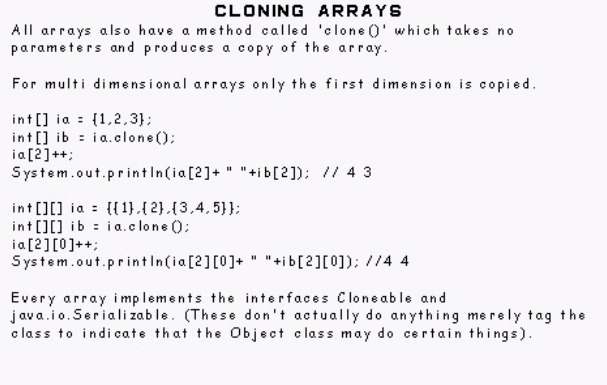 CLONING ARRAYS
All arrays also have a method called 'clone()' which takes no
parameters and produces a copy of the array.
For multi dimensional arrays only the first dimension is copied.
int[] ia = {1,2,3};
int[] ib = ia.clone();
ia[2]++;
System.out.println(ia[2]+ " "+ib[2]); // 4 3
int[][] ia = {{1},{2},{3,4,5}};
int[][] ib = ia.clone();
ia[2][0]++;
System.out.println(ia[2][0]+ " "+ib[2][0]); //4 4
Every array implements the interfaces Cloneable and
java.io.Serializable. (These don't actually do anything merely tag the
class to indicate that the Object class may do certain things).